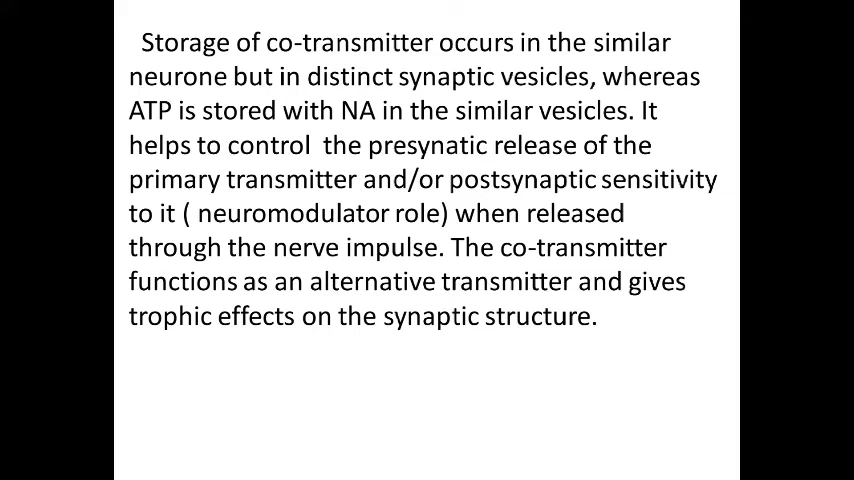 Storage of co-transmitter occurs in the similar
neurone but in distinct synaptic vesicles, whereas
ATP is stored with NA in the similar vesicles. It
helps to control  the presynatic release of the
primary transmitter and/or postsynaptic sensitivity
to it ( neuromodulator role) when released
through the nerve impulse. The co-transmitter
functions as an alternative transmitter and gives
trophic effects on the synaptic structure.